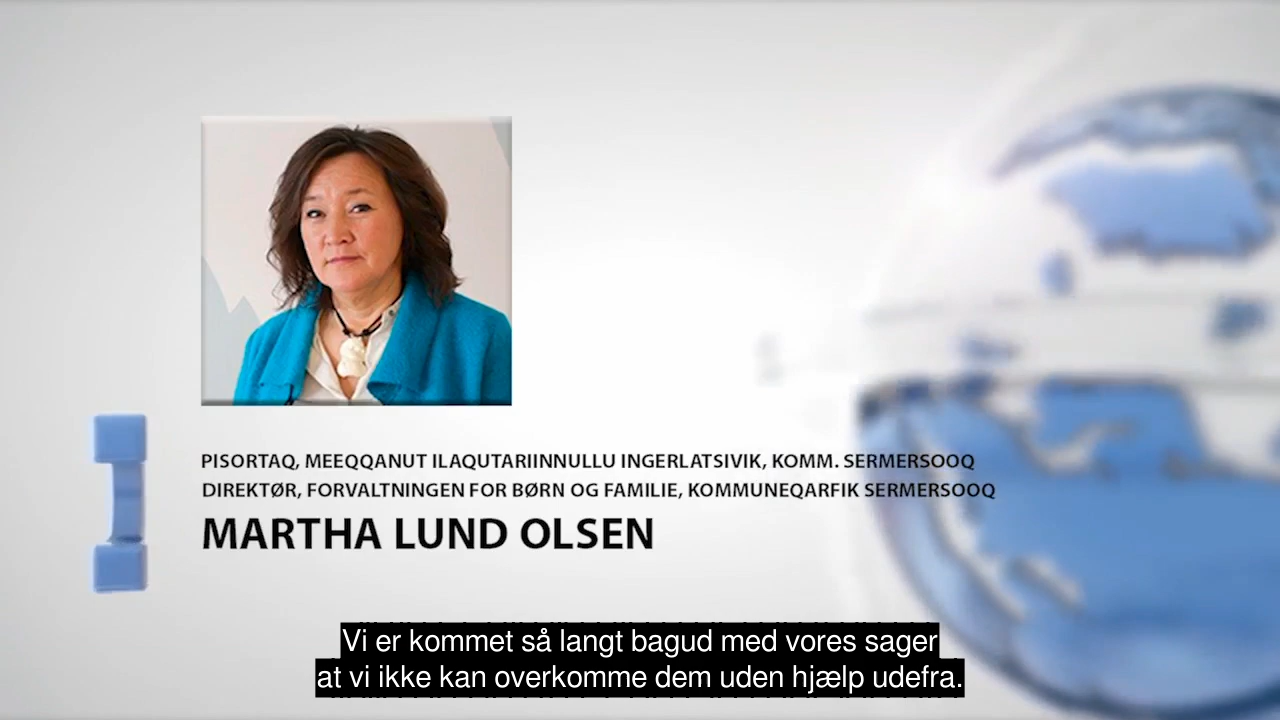 PISORTAQ, MEEQQANUT ILAQUTARIINNULLU INGERLATSIVIK, KOMM. SERMERSOOQ
DIREKTØR, FORVALTNINGEN FOR BØRN OG FAMILIE, KOMMUNEQARFIK SERMERSOOQ
MARTHA LUND OLSEN
Vi er kommet så langt bagud med vores sager
at vi ikke kan overkomme dem uden hjælp udefra.